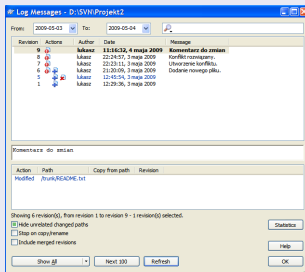 Log Messages - D:\SVN\Projekt2
From: 2009-05-03 To: 2009-05-04
Revision Actions Author Date Message
9 lukasz 11:16:32, 4 maja 2009 Komentarz do zmian
8 lukasz 22:24:57, 3 maja 2009 Konflikt rozwiązany.
7 lukasz 22:23:11, 3 maja 2009 Utworzenie konfliktu.
6 lukasz 21:20:09, 3 maja 2009 Dodanie nowego pliku.
5 lukasz 12:45:54, 3 maja 2009
1 lukasz 12:29:36, 3 maja 2009
Komentarz do zmian
Action Path Copy from path Revision
Modified /trunk/README.txt
Showing 6 revision(s), from revision 1 to revision 9 - 1 revision(s) selected.
Hide unrelated changed paths Statistics
Stop on copy/rename
Include merged revisions Help
Show All Next 100 Refresh OK